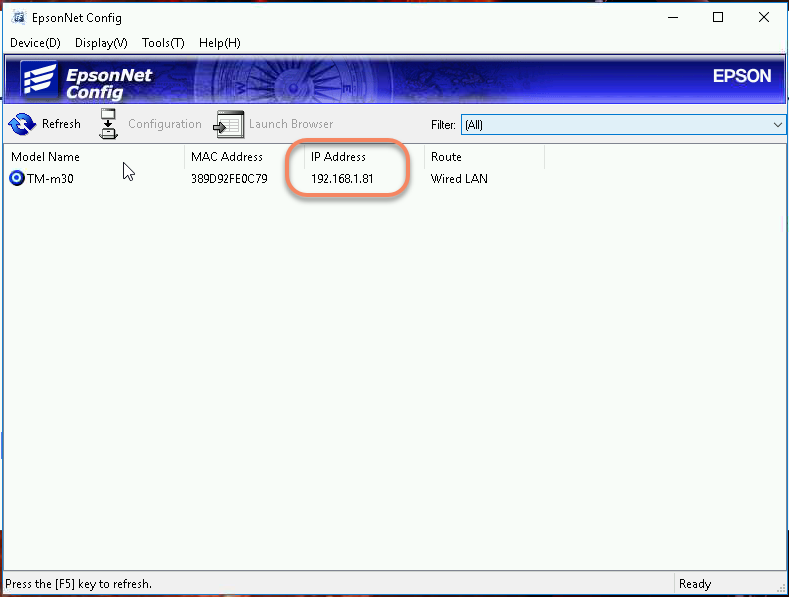 EpsonNet Config
Device(D) Display(V) Tools(T) Help(H)
EpsonNet
Config
EPSON
Refresh Configuration Launch Browser Filter: (All)
Model Name MAC Address IP Address Route
TM-m30 389D92FE0C79 192.168.1.81 Wired LAN
Press the [F5] key to refresh. Ready